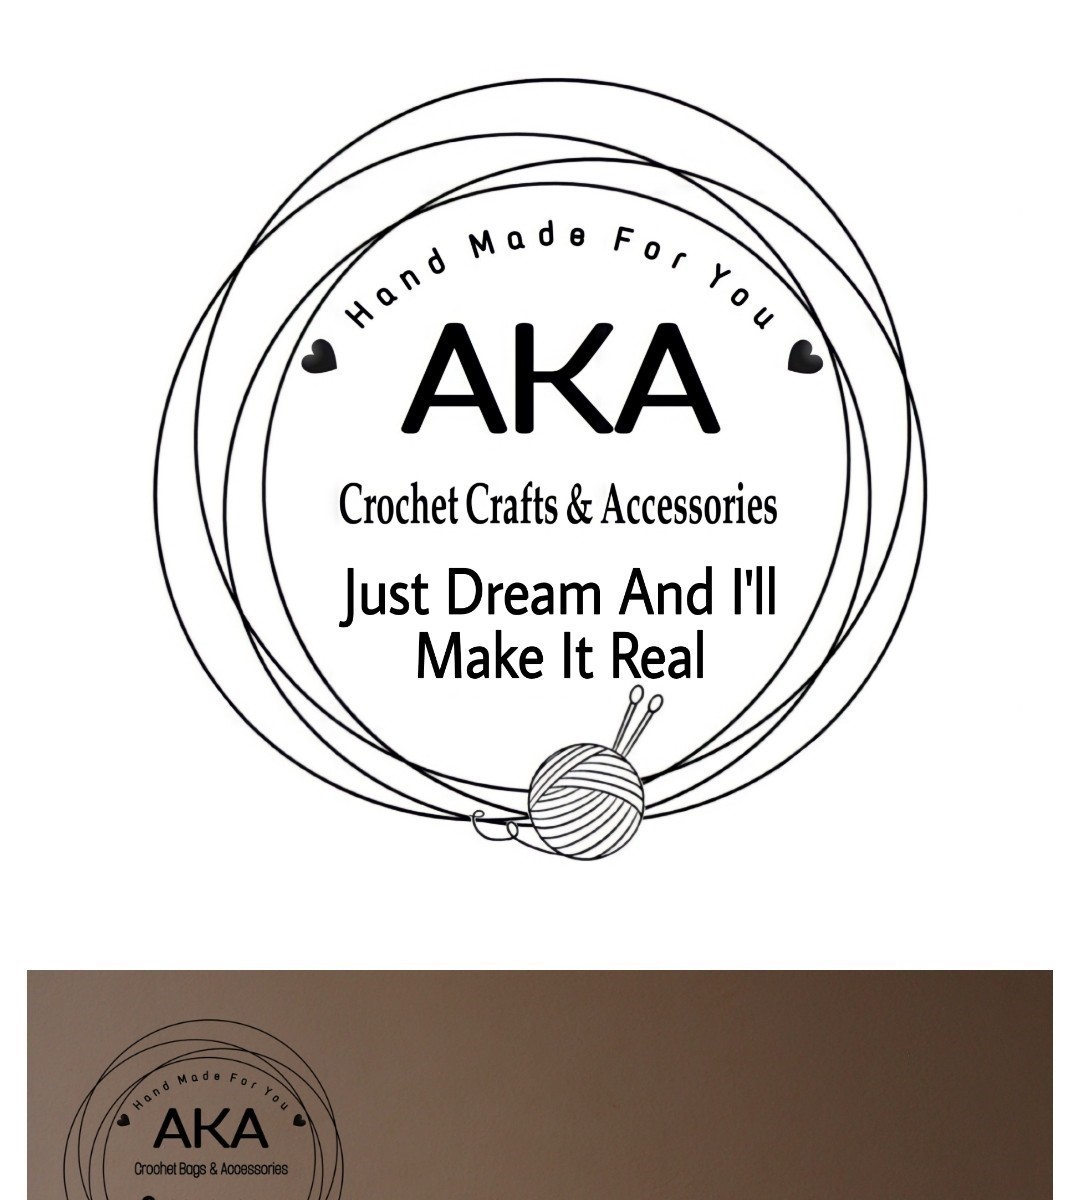 Hand Made For You
AKA
Crochet Crafts & Accessories
Just Dream And I'll
Make It Real
Hand Made For You
AKA
Crochet Bags & Accessories